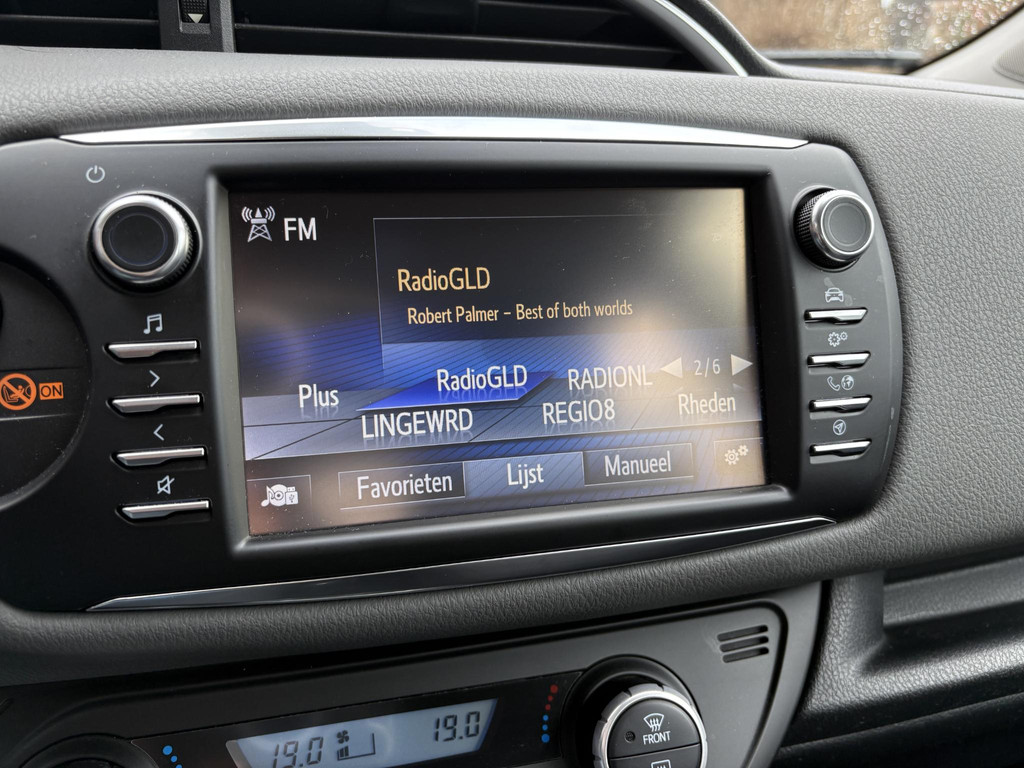 FM
RadioGLD
Robert Palmer – Best of both worlds
2/6
Plus RadioGLD RADIONL
LINGEWRD REGIO8 Rheden
Favorieten Lijst Manueel
ON
19.0 19.0
FRONT